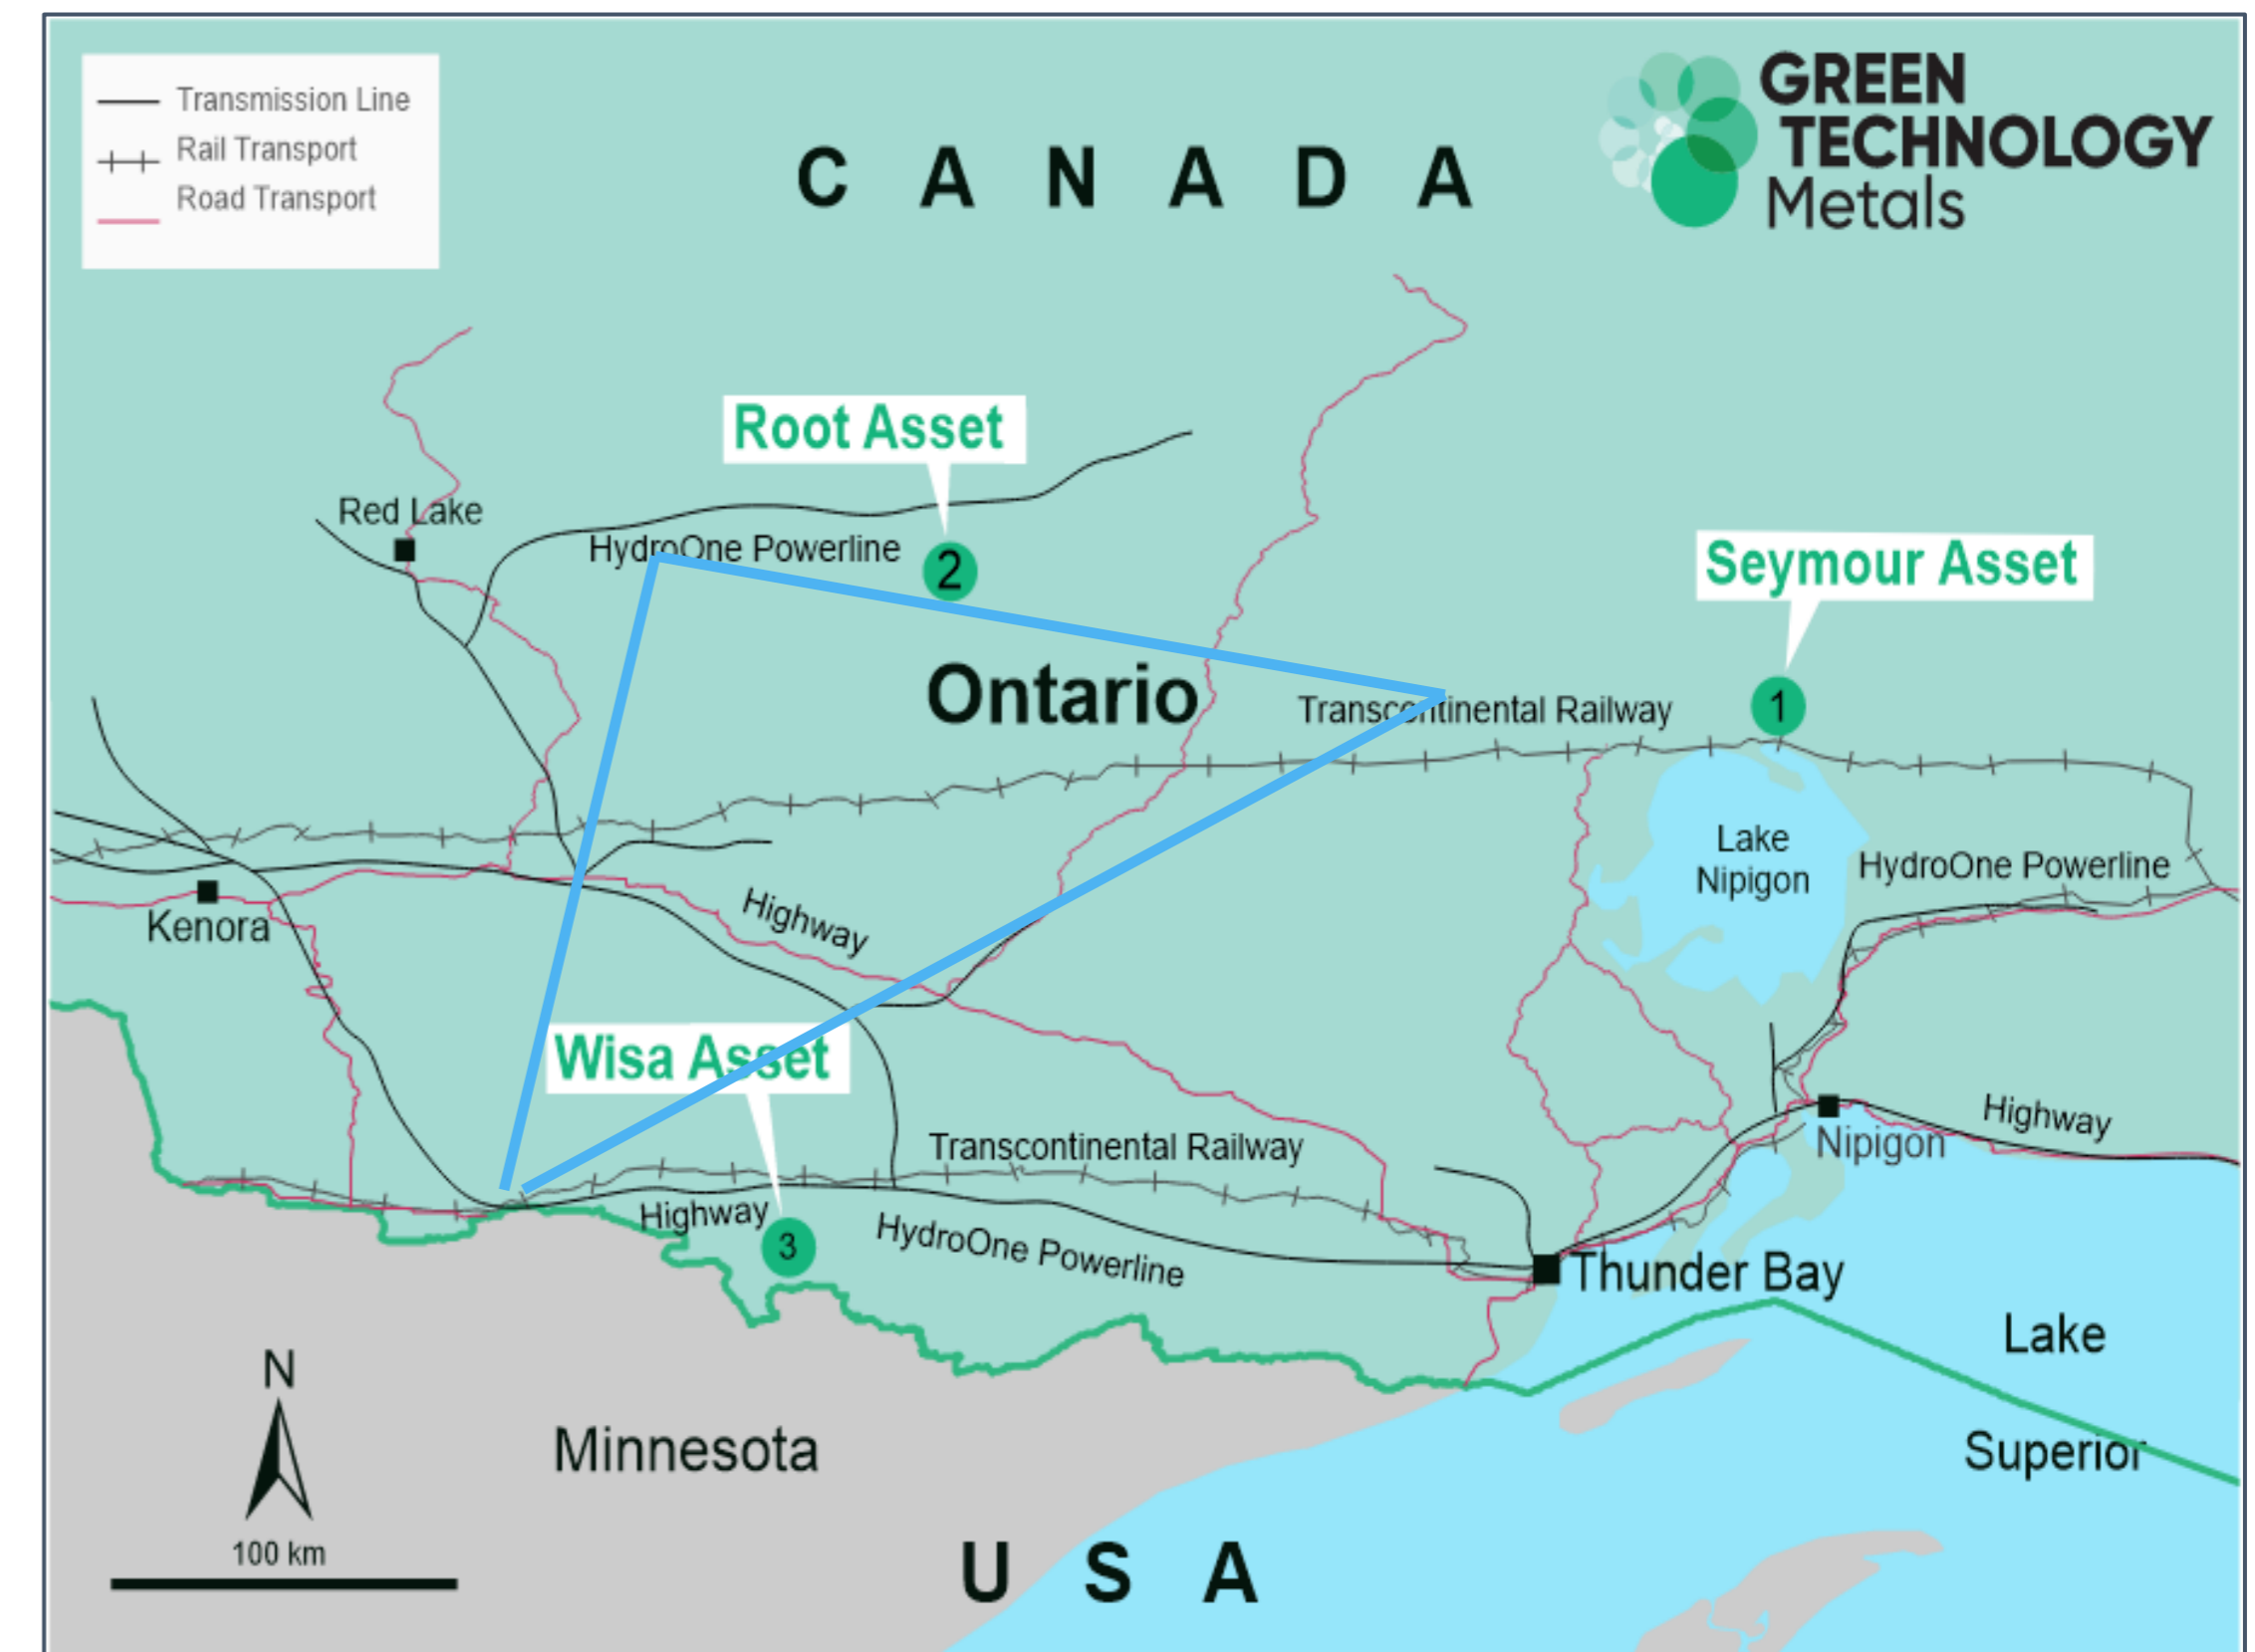 Transmission Line
Rail Transport
Road Transport
C A N A D A
GREEN
TECHNOLOGY
Metals
Root Asset
Red Lake
HydroOne Powerline
2
Seymour Asset
Ontario
Transcontinental Railway
1
Lake
Nipigon
HydroOne Powerline
Kenora
Highway
Wisa Asset
Transcontinental Railway
Highway
Nipigon
Highway
3
HydroOne Powerline
Thunder Bay
Lake
Superior
N
Minnesota
100 km
U S A